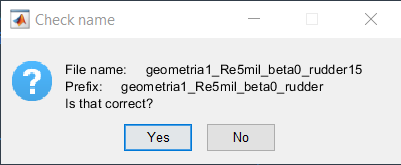 Check name
File name: geometria1_Re5mil_beta0_rudder15
Prefix: geometria1_Re5mil_beta0_rudder
Is that correct?
Yes No